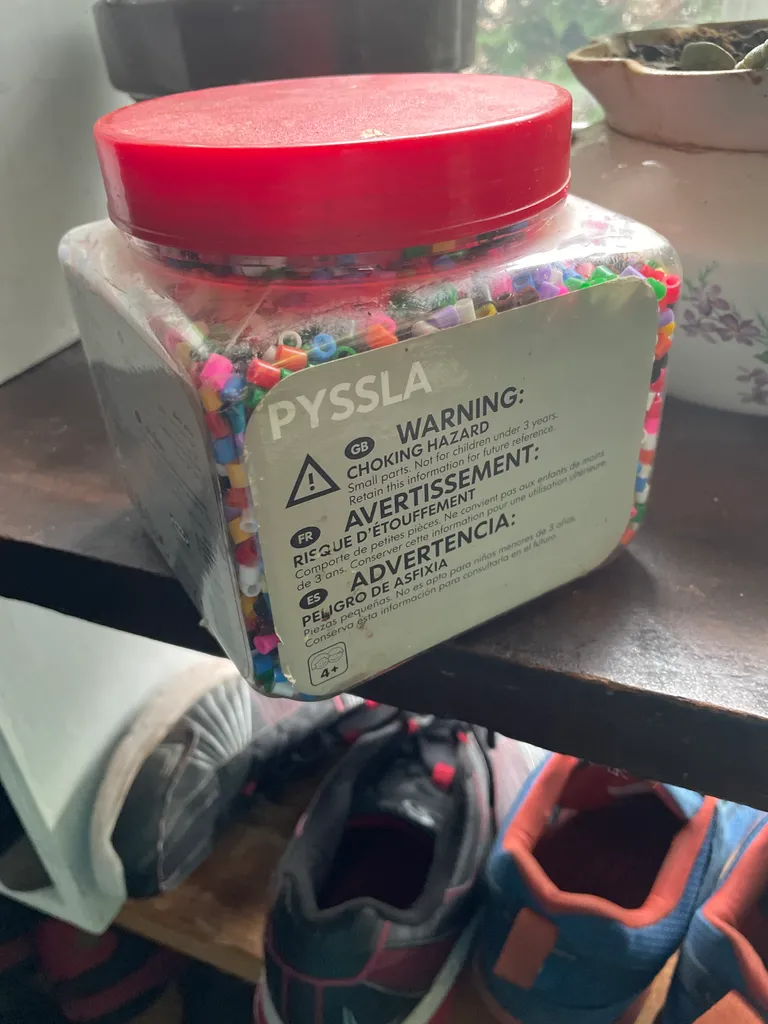 PYSSLA
GB WARNING:
CHOKING HAZARD
Small parts. Not for children under 3 years.
Retain this information for future reference.
FR AVERTISSEMENT:
RISQUE D'ÉTOUFFEMENT
Comporte de petites pièces. Ne convient pas aux enfants de moins
de 3 ans. Conserver cette information pour une utilisation ultérieure.
ES ADVERTENCIA:
PELIGRO DE ASFIXIA
Piezas pequeñas. No es apto para niños menores de 3 años.
Conserva esta información para consultarla en el futuro.
4+